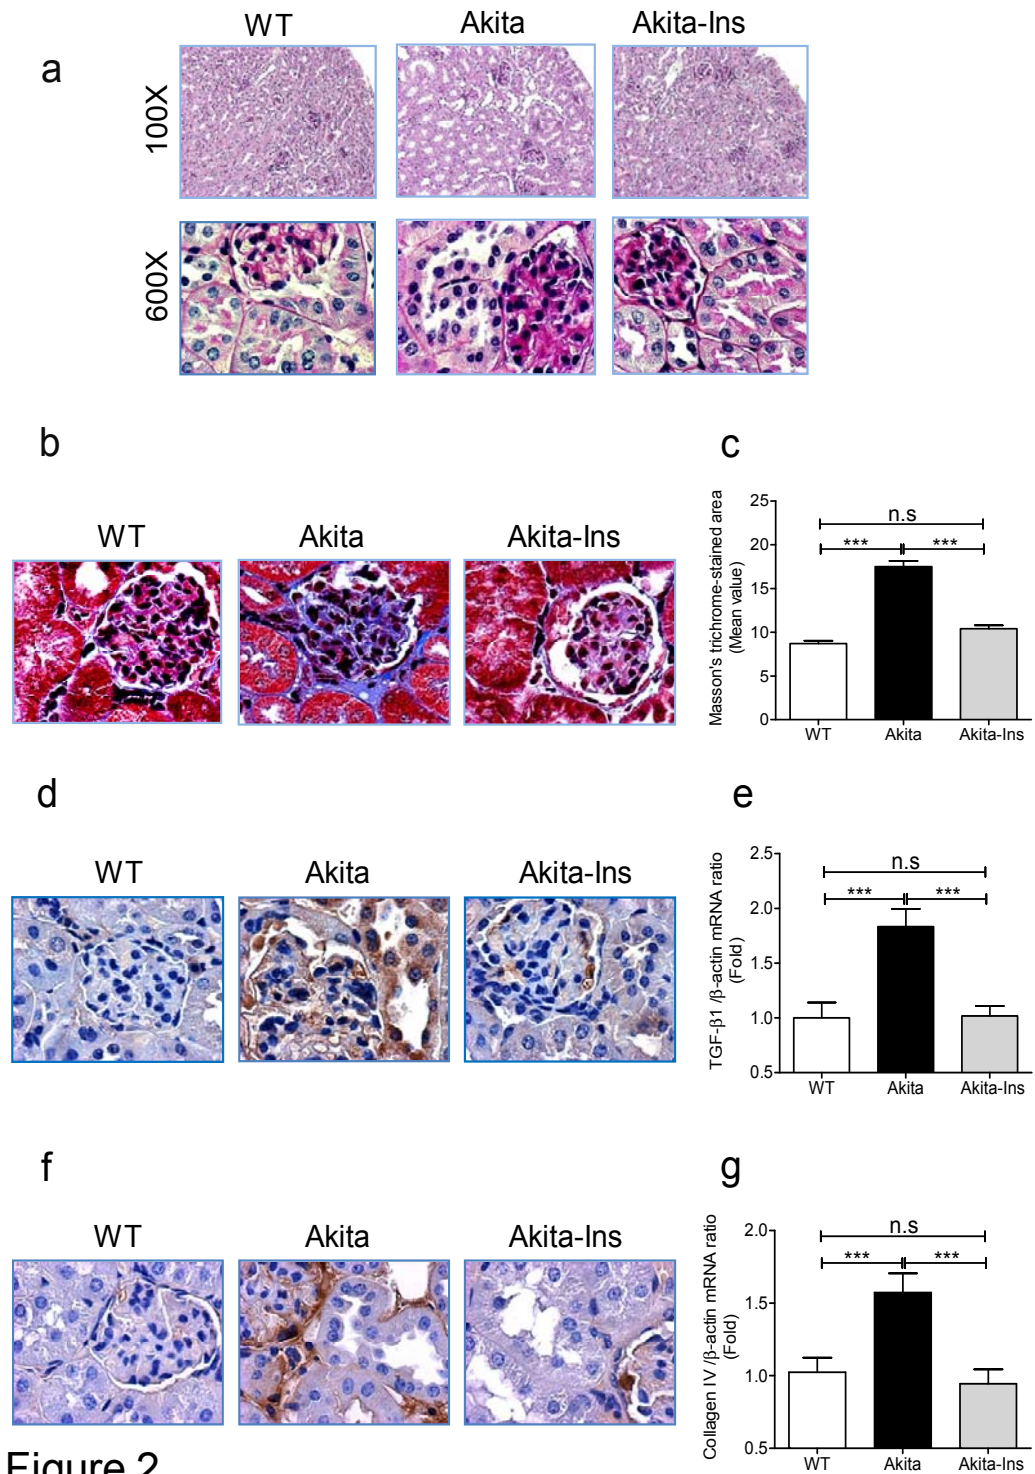 WT Akita Akita-Ins
a
100X
600X
b
WT Akita Akita-Ins
c
Masson's trichrome-stained area
(Mean value)
25
20
15
10
5
0
n.s
*** ***
WT Akita Akita-Ins
d
WT Akita Akita-Ins
e
TGF-β1 /β-actin mRNA ratio
(Fold)
2.5
2.0
1.5
1.0
0.5
n.s
*** ***
WT Akita Akita-Ins
f
WT Akita Akita-Ins
g
Collagen IV /β-actin mRNA ratio
(Fold)
2.0
1.5
1.0
0.5
n.s
*** ***
WT Akita Akita-Ins
Figure 2